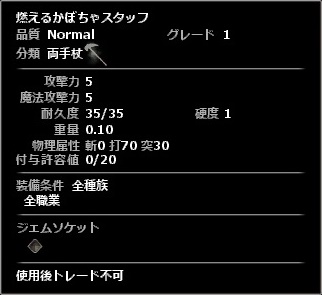 燃えるかぼちゃスタッフ
品質 Normal グレード 1
分類 両手杖
攻撃力 5
魔法攻撃力 5
耐久度 35/35 硬度 1
重量 0.10
物理属性 斬0 打70 突30
付与許容値 0/20
装備条件 全種族
全職業
ジェムソケット
使用後トレード不可